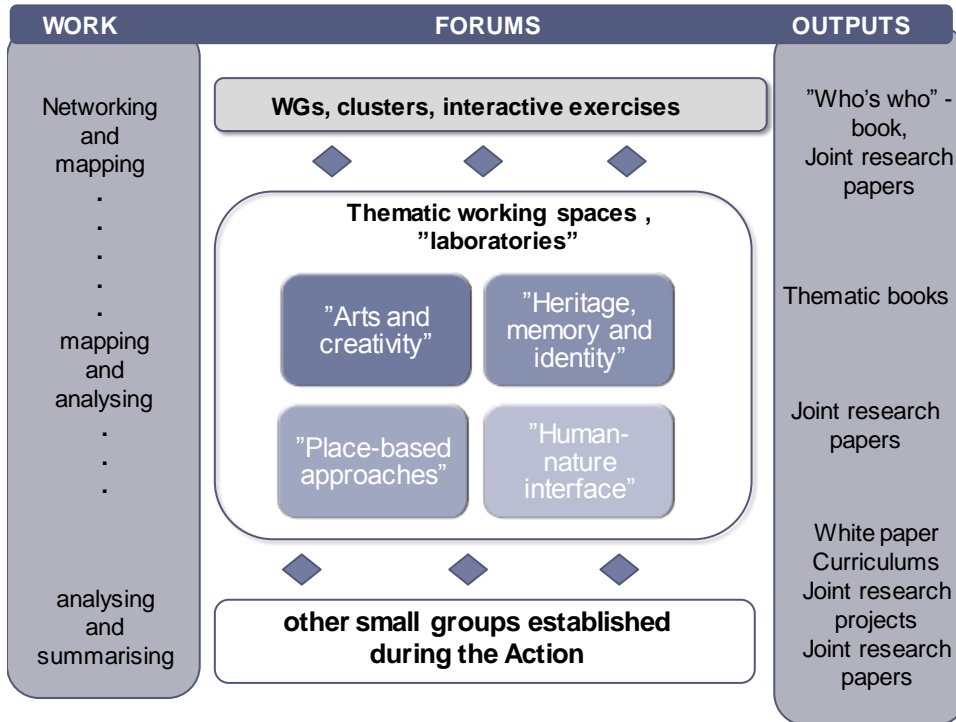 WORK
FORUMS
OUTPUTS
Networking
and
mapping
.
.
.
.
.
mapping
and
analysing
.
.
.
analysing
and
summarising
WGs, clusters, interactive exercises
Thematic working spaces ,
”laboratories”
”Arts and
creativity”
”Heritage,
memory and
identity”
”Place-based
approaches”
”Human-
nature
interface”
other small groups established
during the Action
”Who’s who” -
book,
Joint research
papers
Thematic books
Joint research
papers
White paper
Curriculums
Joint research
projects
Joint research
papers